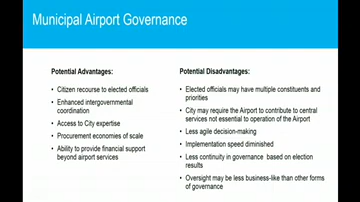 Municipal Airport Governance
Potential Advantages:
• Citizen recourse to elected officials
• Enhanced intergovernmental
coordination
• Access to City expertise
• Procurement economies of scale
• Ability to provide financial support
beyond airport services
Potential Disadvantages:
• Elected officials may have multiple constituents and
priorities
• City may require the Airport to contribute to central
services not essential to operation of the Airport
• Less agile decision-making
• Implementation speed diminished
• Less continuity in governance based on election
results
• Oversight may be less business-like than other forms
of governance